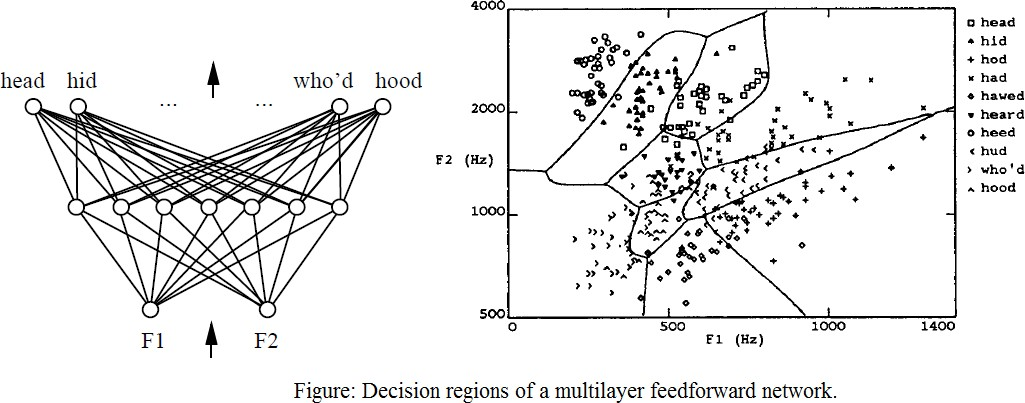 head hid ... ... who'd hood
F1 F2
4000
2000
F2 (Hz)
1000
500
0 500 1000 1400
F1 (Hz)
head
hid
hod
had
hawed
heard
heed
hud
who'd
hood
Figure: Decision regions of a multilayer feedforward network.